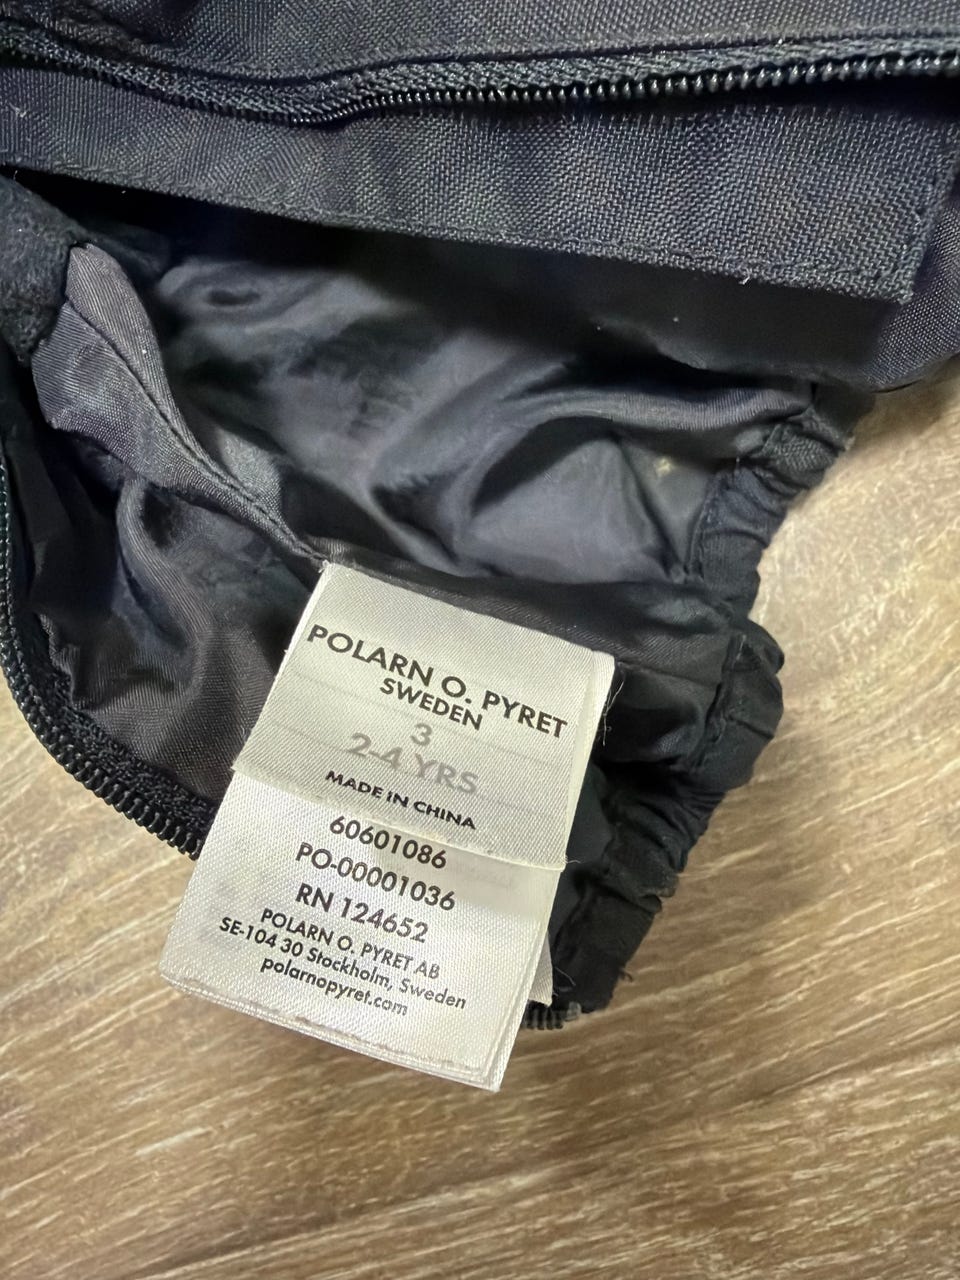 POLARN O. PYRET
SWEDEN
3
2-4 YRS
MADE IN CHINA
60601086
PO-00001036
RN 124652
POLARN O. PYRET AB
SE-104 30 Stockholm, Sweden
polarnopyret.com